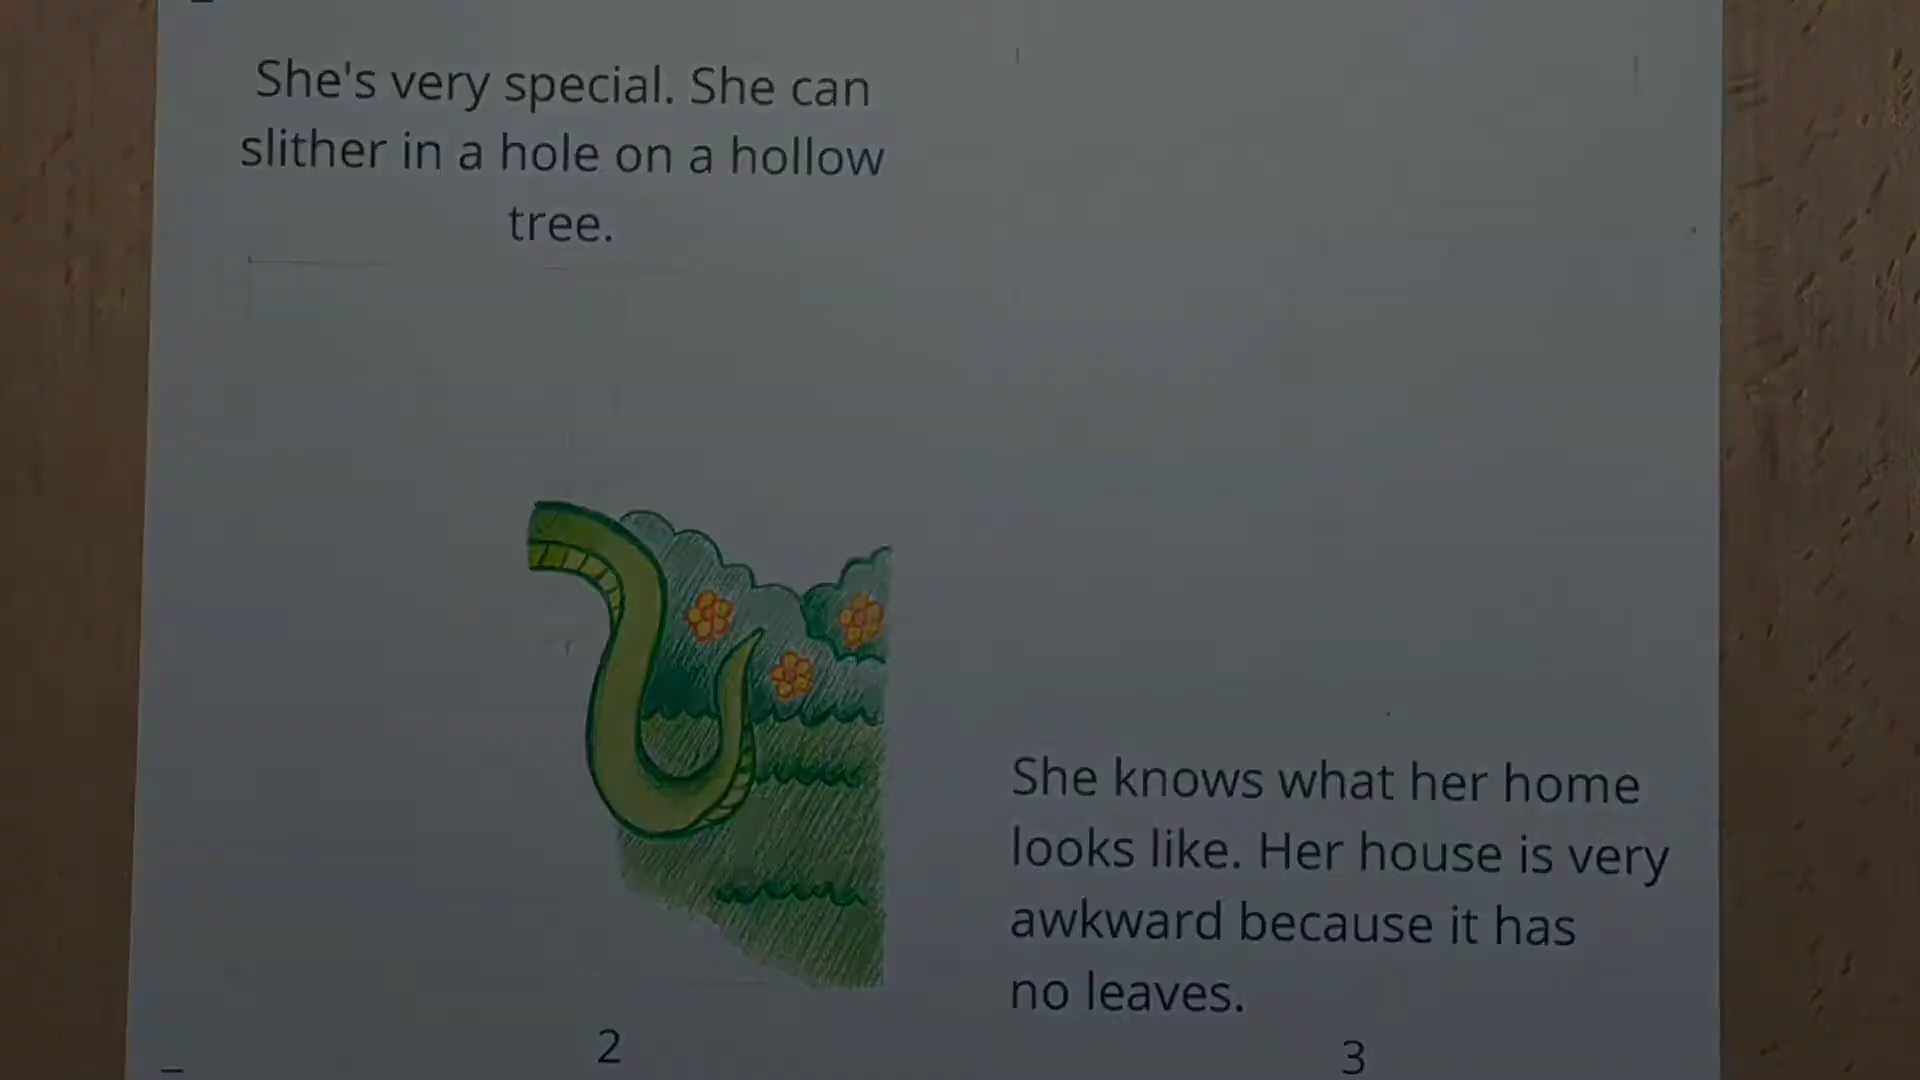 She's very special. She can
slither in a hole on a hollow
tree.
2
She knows what her home
looks like. Her house is very
awkward because it has
no leaves.
3